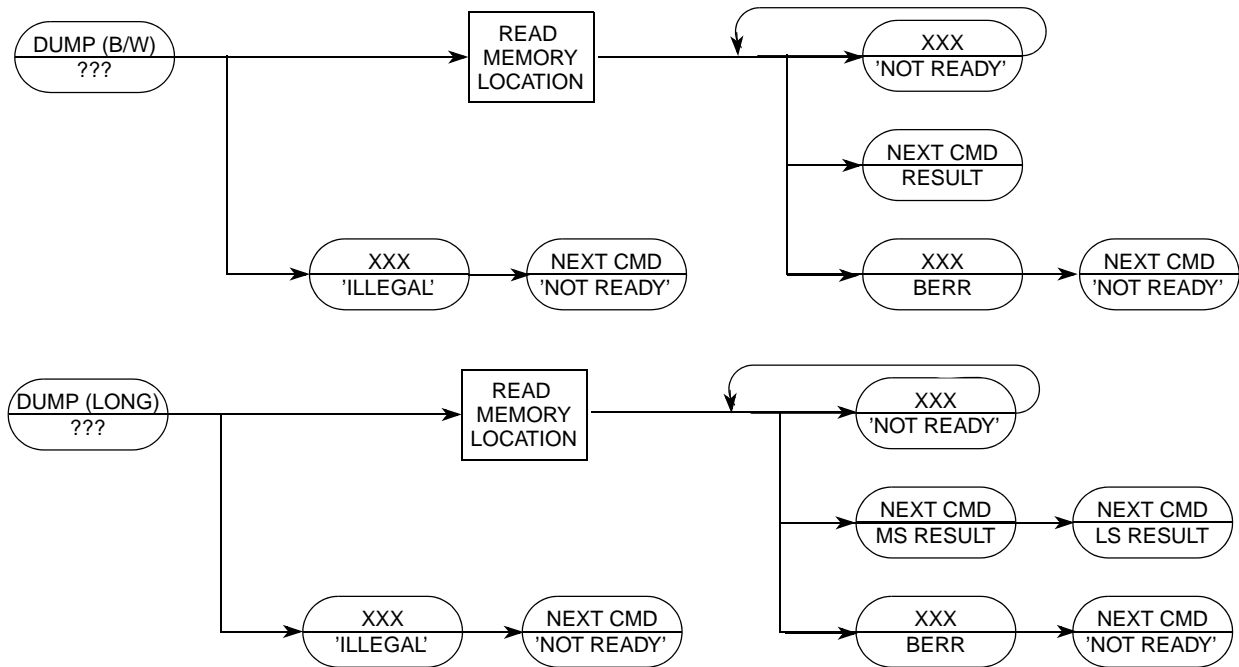 DUMP (B/W)
???
READ
MEMORY
LOCATION
XXX
'NOT READY'
NEXT CMD
RESULT
XXX
'ILLEGAL'
NEXT CMD
'NOT READY'
XXX
BERR
NEXT CMD
'NOT READY'
DUMP (LONG)
???
READ
MEMORY
LOCATION
XXX
'NOT READY'
NEXT CMD
MS RESULT
NEXT CMD
LS RESULT
XXX
'ILLEGAL'
NEXT CMD
'NOT READY'
XXX
BERR
NEXT CMD
'NOT READY'